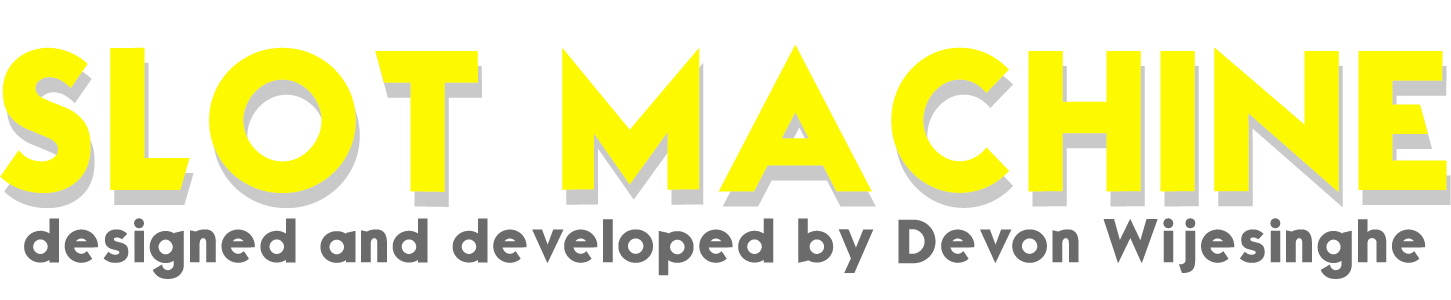 SLOT MACHINE
designed and developed by Devon Wijesinghe